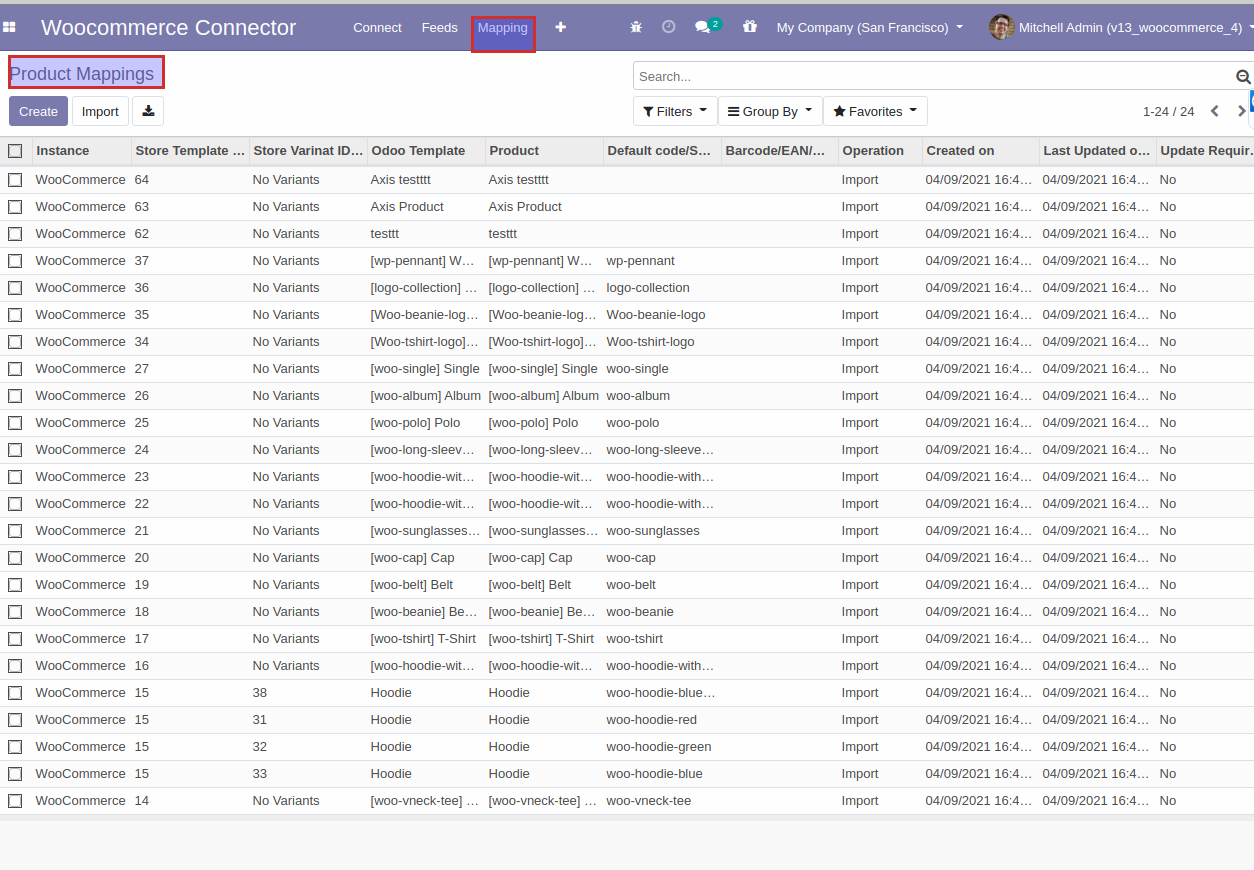 Woocommerce Connector Connect Feeds Mapping 2 My Company (San Francisco) Mitchell Admin (v13_woocommerce_4)
Product Mappings
Search...
Create Import Filters Group By Favorites 1-24 / 24
Instance Store Template ... Store Varinat ID... Odoo Template Product Default code/S... Barcode/EAN/... Operation Created on Last Updated o... Update Requir...
WooCommerce 64 No Variants Axis testttt Axis testttt Import 04/09/2021 16:4... 04/09/2021 16:4... No
WooCommerce 63 No Variants Axis Product Axis Product Import 04/09/2021 16:4... 04/09/2021 16:4... No
WooCommerce 62 No Variants testtt testtt Import 04/09/2021 16:4... 04/09/2021 16:4... No
WooCommerce 37 No Variants [wp-pennant] W... [wp-pennant] W... wp-pennant Import 04/09/2021 16:4... 04/09/2021 16:4... No
WooCommerce 36 No Variants [logo-collection] ... [logo-collection] ... logo-collection Import 04/09/2021 16:4... 04/09/2021 16:4... No
WooCommerce 35 No Variants [Woo-beanie-log... [Woo-beanie-log... Woo-beanie-logo Import 04/09/2021 16:4... 04/09/2021 16:4... No
WooCommerce 34 No Variants [Woo-tshirt-logo]... [Woo-tshirt-logo]... Woo-tshirt-logo Import 04/09/2021 16:4... 04/09/2021 16:4... No
WooCommerce 27 No Variants [woo-single] Single [woo-single] Single woo-single Import 04/09/2021 16:4... 04/09/2021 16:4... No
WooCommerce 26 No Variants [woo-album] Album [woo-album] Album woo-album Import 04/09/2021 16:4... 04/09/2021 16:4... No
WooCommerce 25 No Variants [woo-polo] Polo [woo-polo] Polo woo-polo Import 04/09/2021 16:4... 04/09/2021 16:4... No
WooCommerce 24 No Variants [woo-long-sleev... [woo-long-sleev... woo-long-sleeve... Import 04/09/2021 16:4... 04/09/2021 16:4... No
WooCommerce 23 No Variants [woo-hoodie-wit... [woo-hoodie-wit... woo-hoodie-with... Import 04/09/2021 16:4... 04/09/2021 16:4... No
WooCommerce 22 No Variants [woo-hoodie-wit... [woo-hoodie-wit... woo-hoodie-with... Import 04/09/2021 16:4... 04/09/2021 16:4... No
WooCommerce 21 No Variants [woo-sunglasses... [woo-sunglasses... woo-sunglasses Import 04/09/2021 16:4... 04/09/2021 16:4... No
WooCommerce 20 No Variants [woo-cap] Cap [woo-cap] Cap woo-cap Import 04/09/2021 16:4... 04/09/2021 16:4... No
WooCommerce 19 No Variants [woo-belt] Belt [woo-belt] Belt woo-belt Import 04/09/2021 16:4... 04/09/2021 16:4... No
WooCommerce 18 No Variants [woo-beanie] Be... [woo-beanie] Be... woo-beanie Import 04/09/2021 16:4... 04/09/2021 16:4... No
WooCommerce 17 No Variants [woo-tshirt] T-Shirt [woo-tshirt] T-Shirt woo-tshirt Import 04/09/2021 16:4... 04/09/2021 16:4... No
WooCommerce 16 No Variants [woo-hoodie-wit... [woo-hoodie-wit... woo-hoodie-with... Import 04/09/2021 16:4... 04/09/2021 16:4... No
WooCommerce 15 38 Hoodie Hoodie woo-hoodie-blue... Import 04/09/2021 16:4... 04/09/2021 16:4... No
WooCommerce 15 31 Hoodie Hoodie woo-hoodie-red Import 04/09/2021 16:4... 04/09/2021 16:4... No
WooCommerce 15 32 Hoodie Hoodie woo-hoodie-green Import 04/09/2021 16:4... 04/09/2021 16:4... No
WooCommerce 15 33 Hoodie Hoodie woo-hoodie-blue Import 04/09/2021 16:4... 04/09/2021 16:4... No
WooCommerce 14 No Variants [woo-vneck-tee] ... [woo-vneck-tee] ... woo-vneck-tee Import 04/09/2021 16:4... 04/09/2021 16:4... No